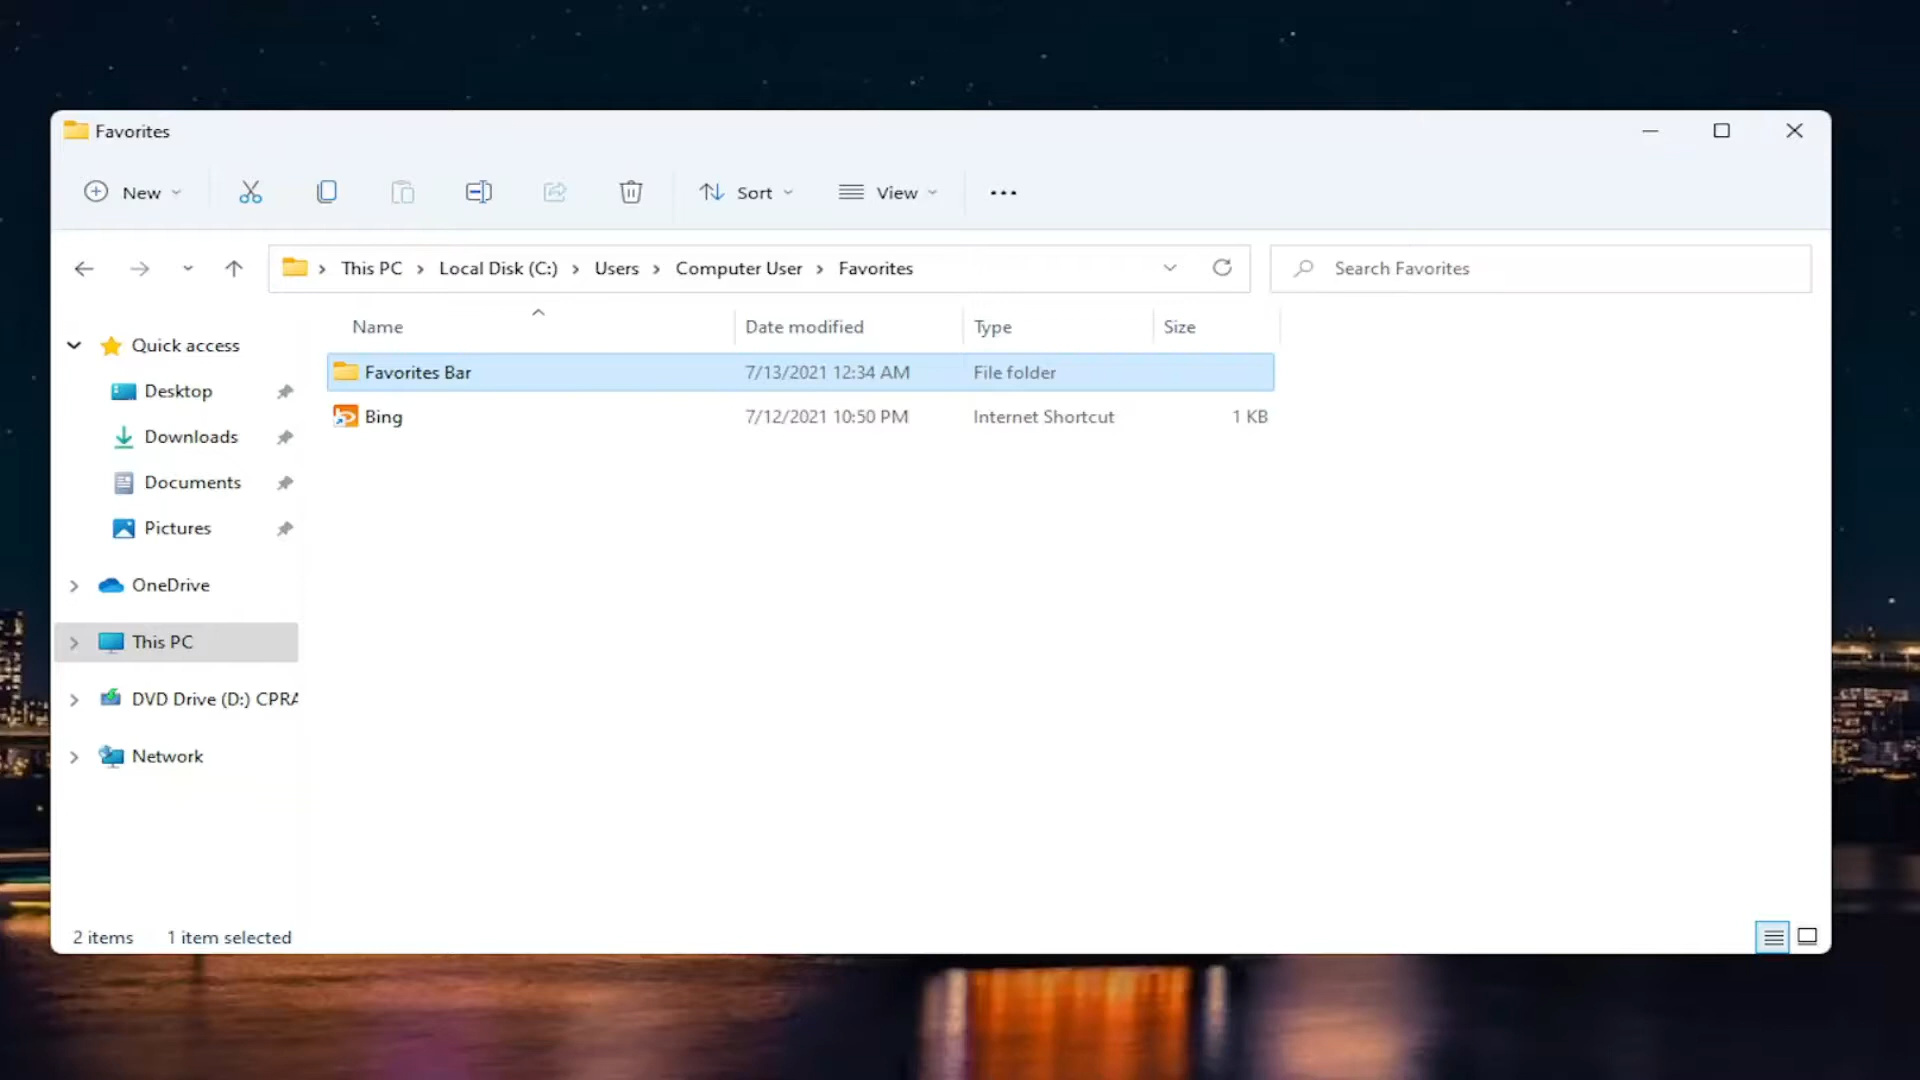 Favorites
New
Sort
View
This PC
Local Disk (C:)
Users
Computer User
Favorites
Search Favorites
Name
Date modified
Type
Size
Quick access
Desktop
Downloads
Documents
Pictures
OneDrive
This PC
DVD Drive (D:) CPRA
Network
Favorites Bar 7/13/2021 12:34 AM File folder
Bing 7/12/2021 10:50 PM Internet Shortcut 1 KB
2 items 1 item selected